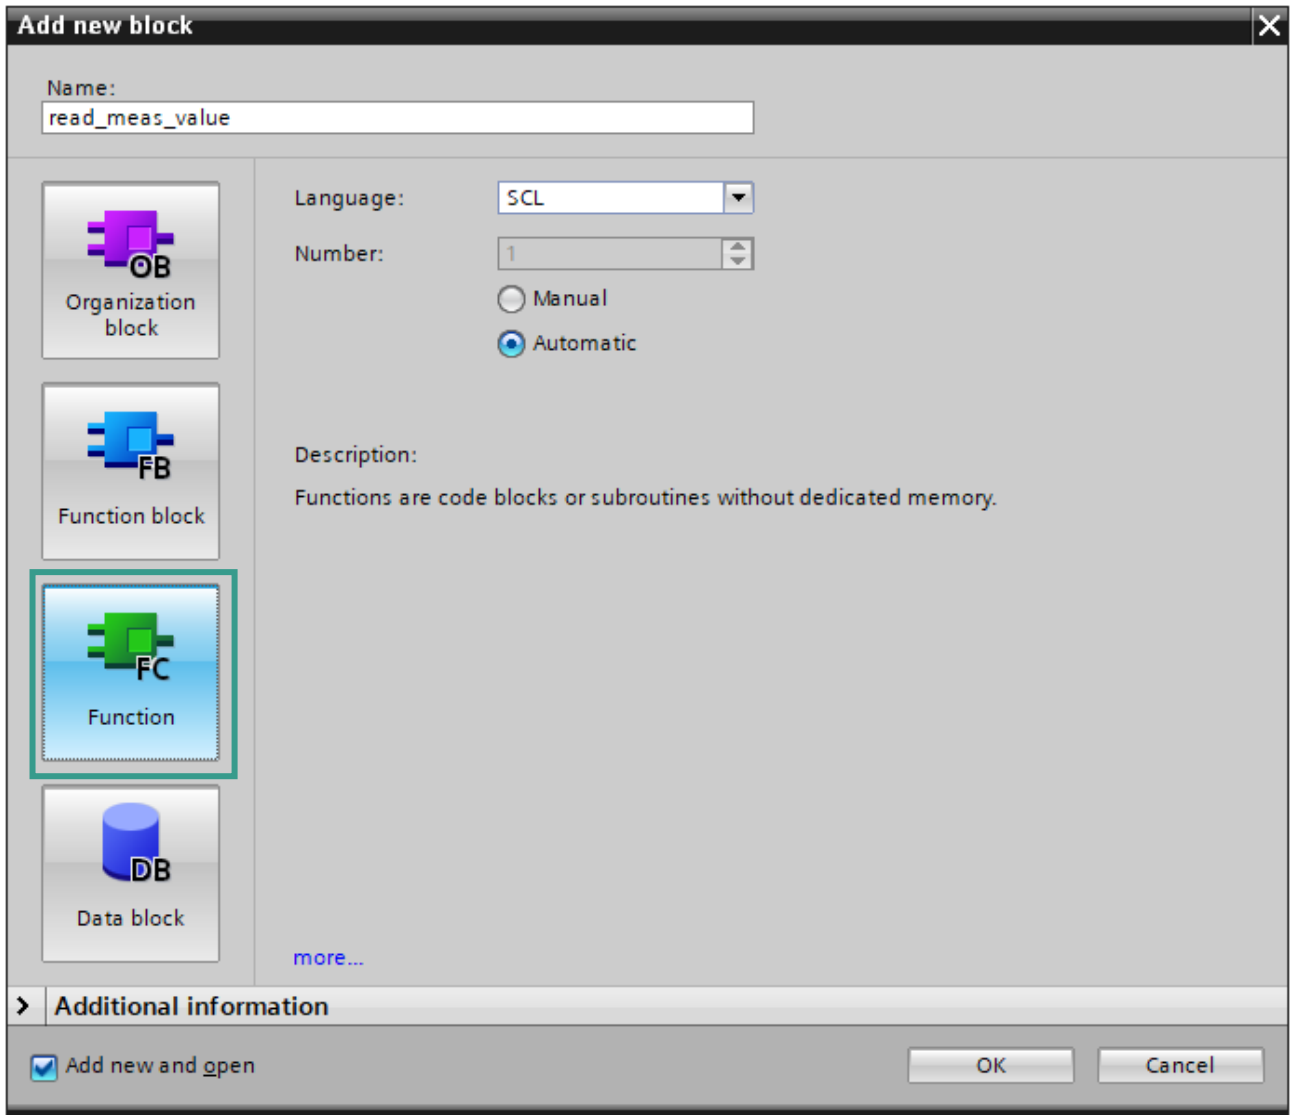 Add new block
Name:
read_meas_value
OB
Organization
block
FB
Function block
FC
Function
DB
Data block
Language:
SCL
Number:
1
Manual
Automatic
Description:
Functions are code blocks or subroutines without dedicated memory.
more...
Additional information
Add new and open
OK
Cancel